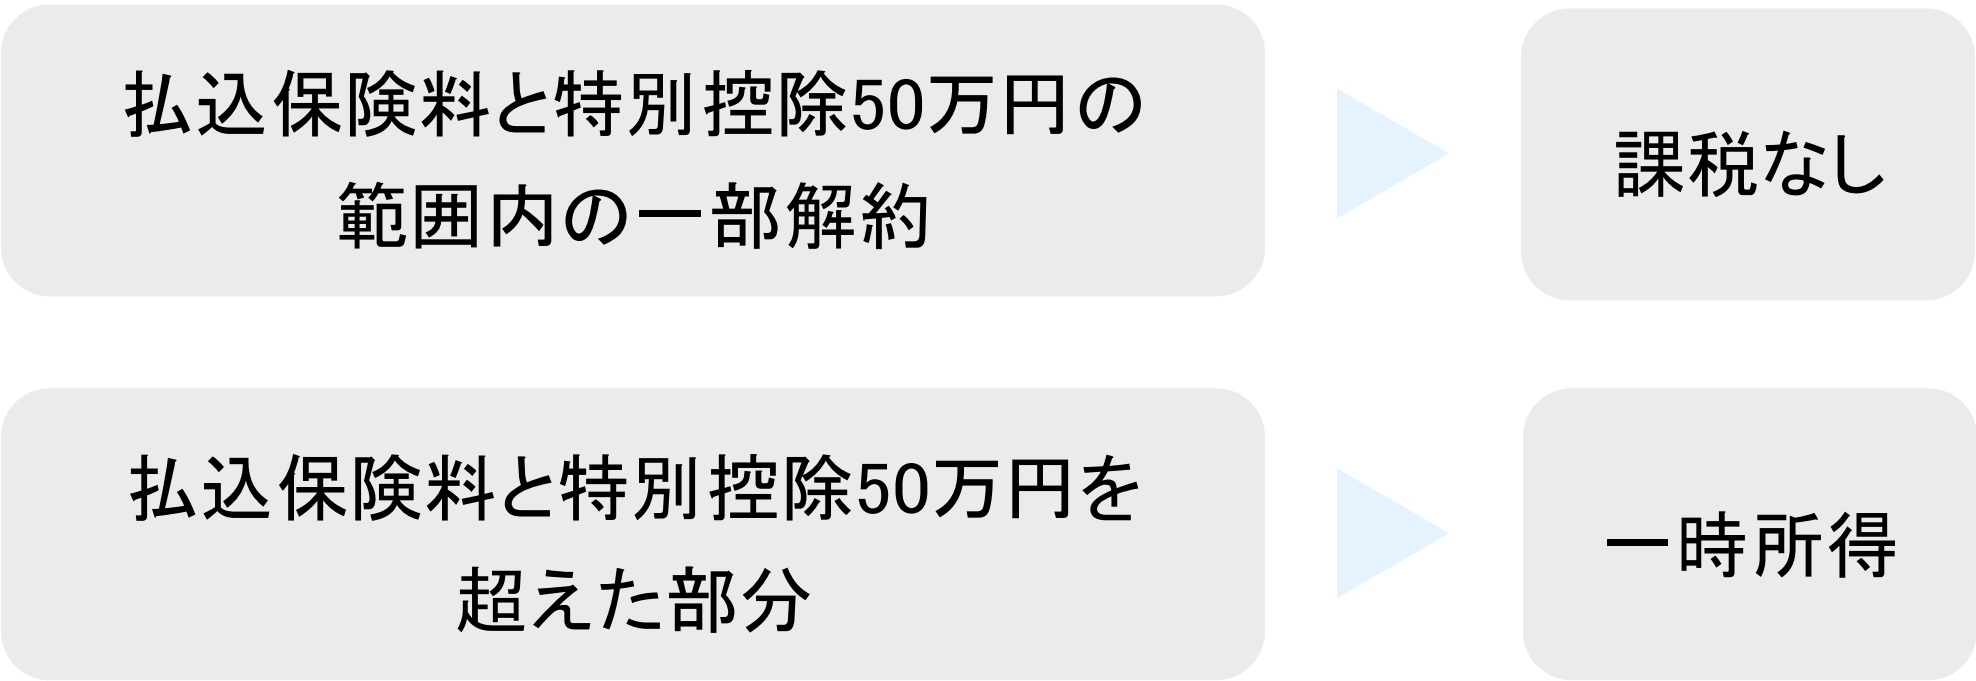 払込保険料と特別控除50万円の
範囲内の一部解約
課税なし
払込保険料と特別控除50万円を
超えた部分
一時所得